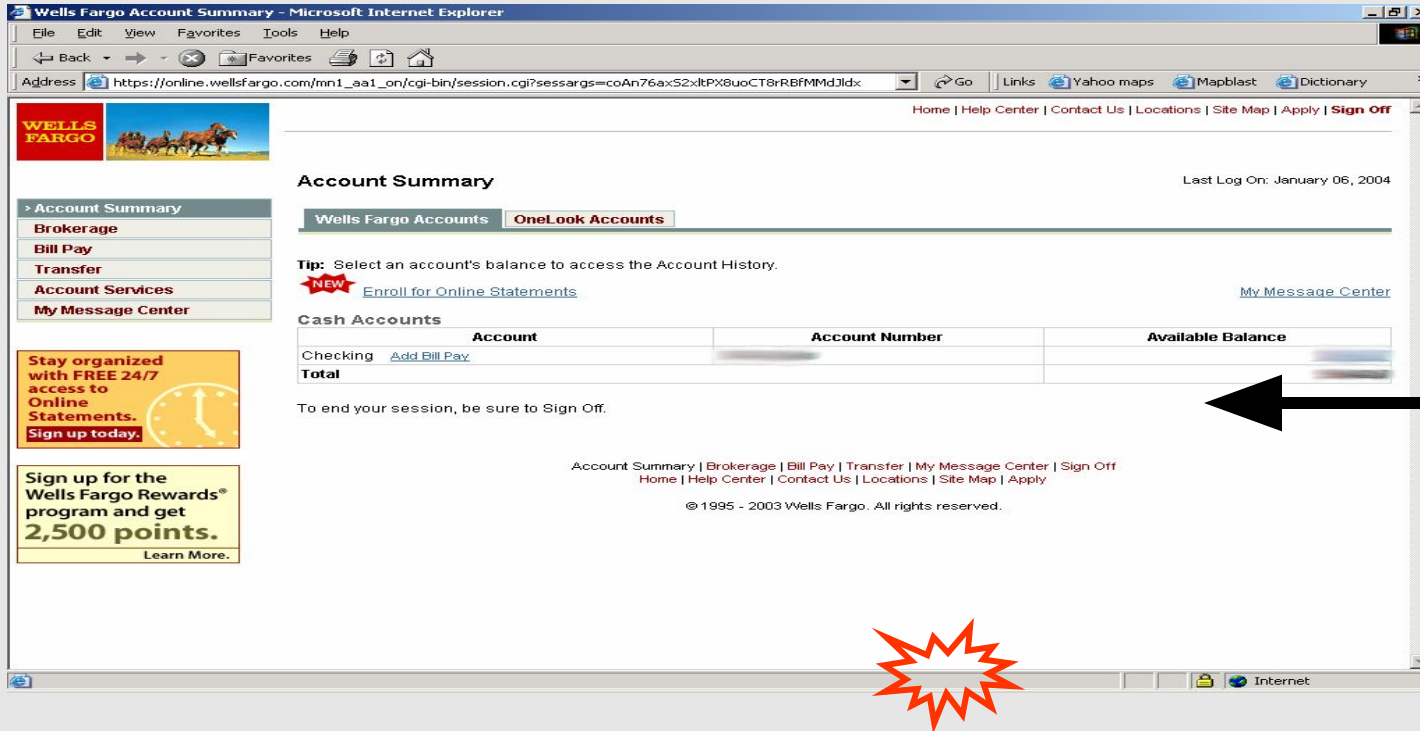 Wells Fargo Account Summary - Microsoft Internet Explorer
File Edit View Favorites Tools Help
Back Favorites
Address https://online.wellsfargo.com/mn1_aa1_on/cgi-bin/session.cgi?sessargs=coAn76axS2xltPX8uoCT8rRBfMMdJldx Go Links Yahoo maps Mapblast Dictionary
WELLS
FARGO
Home | Help Center | Contact Us | Locations | Site Map | Apply | Sign Off
Account Summary
Last Log On: January 06, 2004
> Account Summary
Brokerage
Bill Pay
Transfer
Account Services
My Message Center
Wells Fargo Accounts OneLook Accounts
Tip: Select an account's balance to access the Account History.
NEW Enroll for Online Statements My Message Center
Cash Accounts
Account Account Number Available Balance
Checking Add Bill Pay
Total
To end your session, be sure to Sign Off.
Stay organized
with FREE 24/7
access to
Online
Statements.
Sign up today.
Sign up for the
Wells Fargo Rewards®
program and get
2,500 points.
Learn More.
Account Summary | Brokerage | Bill Pay | Transfer | My Message Center | Sign Off
Home | Help Center | Contact Us | Locations | Site Map | Apply
© 1995 - 2003 Wells Fargo. All rights reserved.
Internet